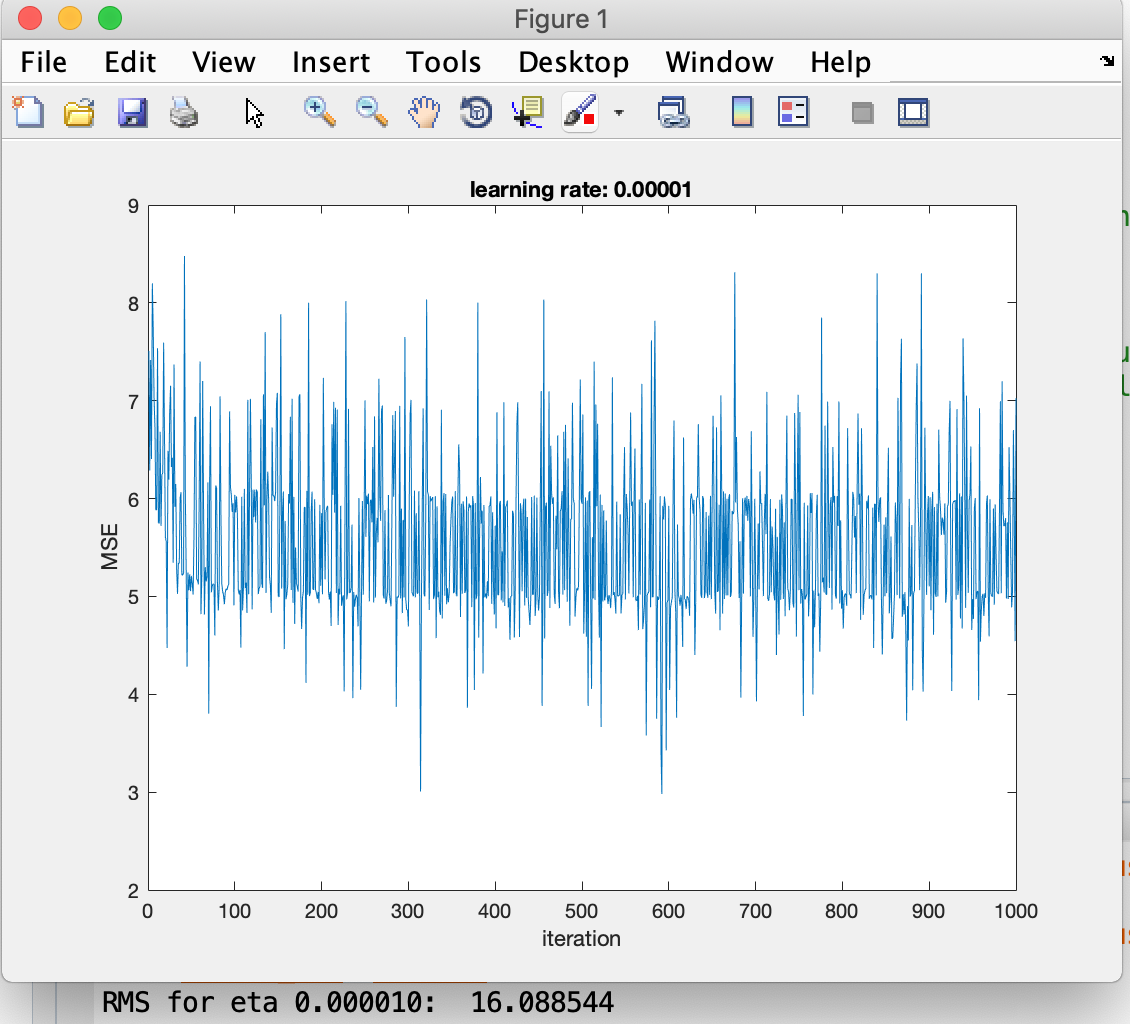 Figure 1
File Edit View Insert Tools Desktop Window Help
learning rate: 0.00001
9
8
7
6
5
4
3
2
MSE
0 100 200 300 400 500 600 700 800 900 1000
iteration
RMS for eta 0.000010:  16.088544